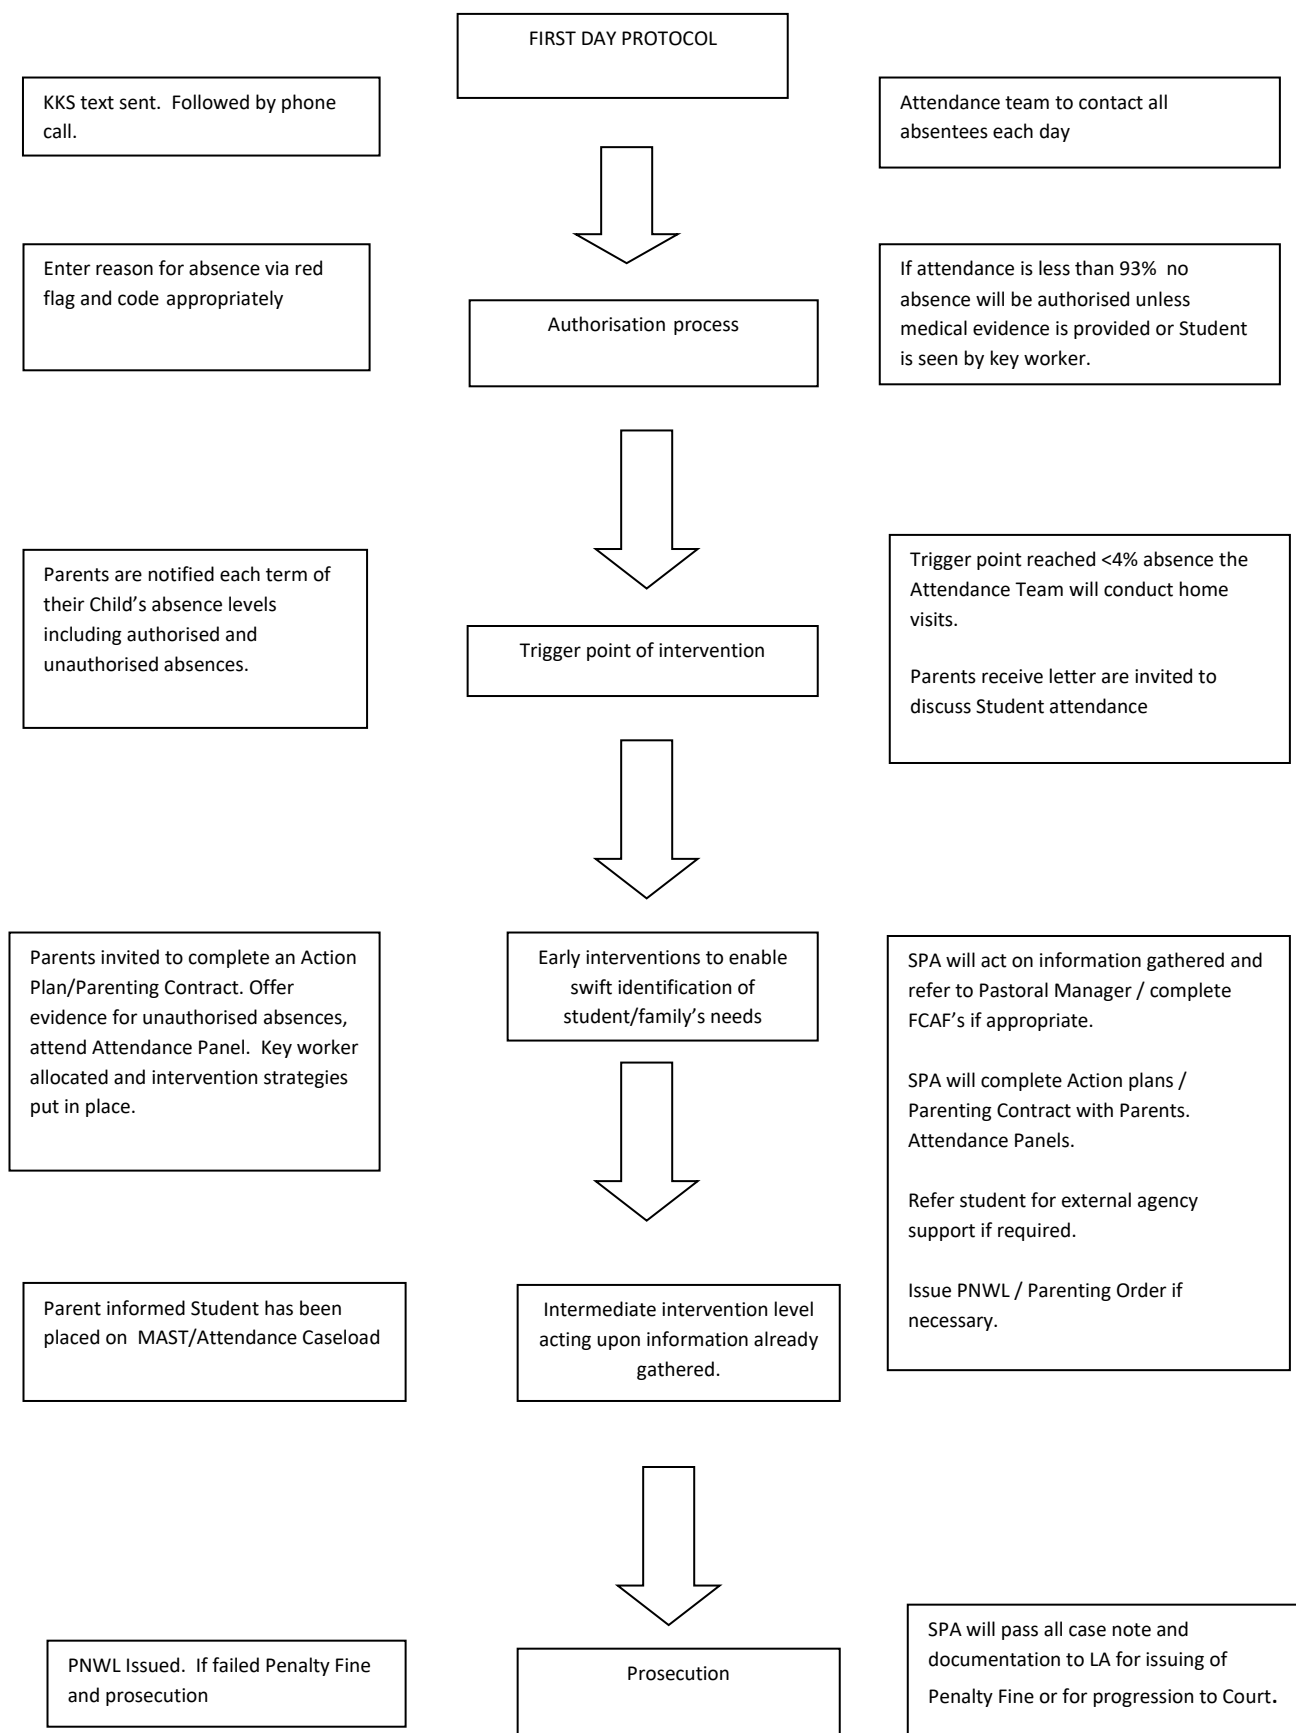 FIRST DAY PROTOCOL
KKS text sent.  Followed by phone
call.
Attendance team to contact all
absentees each day
Enter reason for absence via red
flag and code appropriately
Authorisation process
If attendance is less than 93%  no
absence will be authorised unless
medical evidence is provided or Student
is seen by key worker.
Parents are notified each term of
their Child’s absence levels
including authorised and
unauthorised absences.
Trigger point of intervention
Trigger point reached <4% absence the
Attendance Team will conduct home
visits.
Parents receive letter are invited to
discuss Student attendance
Parents invited to complete an Action
Plan/Parenting Contract. Offer
evidence for unauthorised absences,
attend Attendance Panel.  Key worker
allocated and intervention strategies
put in place.
Early interventions to enable
swift identification of
student/family’s needs
SPA will act on information gathered and
refer to Pastoral Manager / complete
FCAF’s if appropriate.
SPA will complete Action plans /
Parenting Contract with Parents.
Attendance Panels.
Refer student for external agency
support if required.
Issue PNWL / Parenting Order if
necessary.
Parent informed Student has been
placed on  MAST/Attendance Caseload
Intermediate intervention level
acting upon information already
gathered.
PNWL Issued.  If failed Penalty Fine
and prosecution
Prosecution
SPA will pass all case note and
documentation to LA for issuing of
Penalty Fine or for progression to Court.